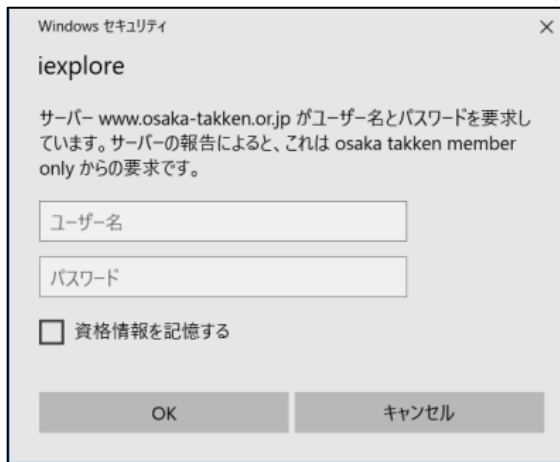 Windows セキュリティ
iexplore
サーバー www.osaka-takken.or.jp がユーザー名とパスワードを要求し
ています。サーバーの報告によると、これは osaka takken member
only からの要求です。
ユーザー名
パスワード
資格情報を記憶する
OK
キャンセル